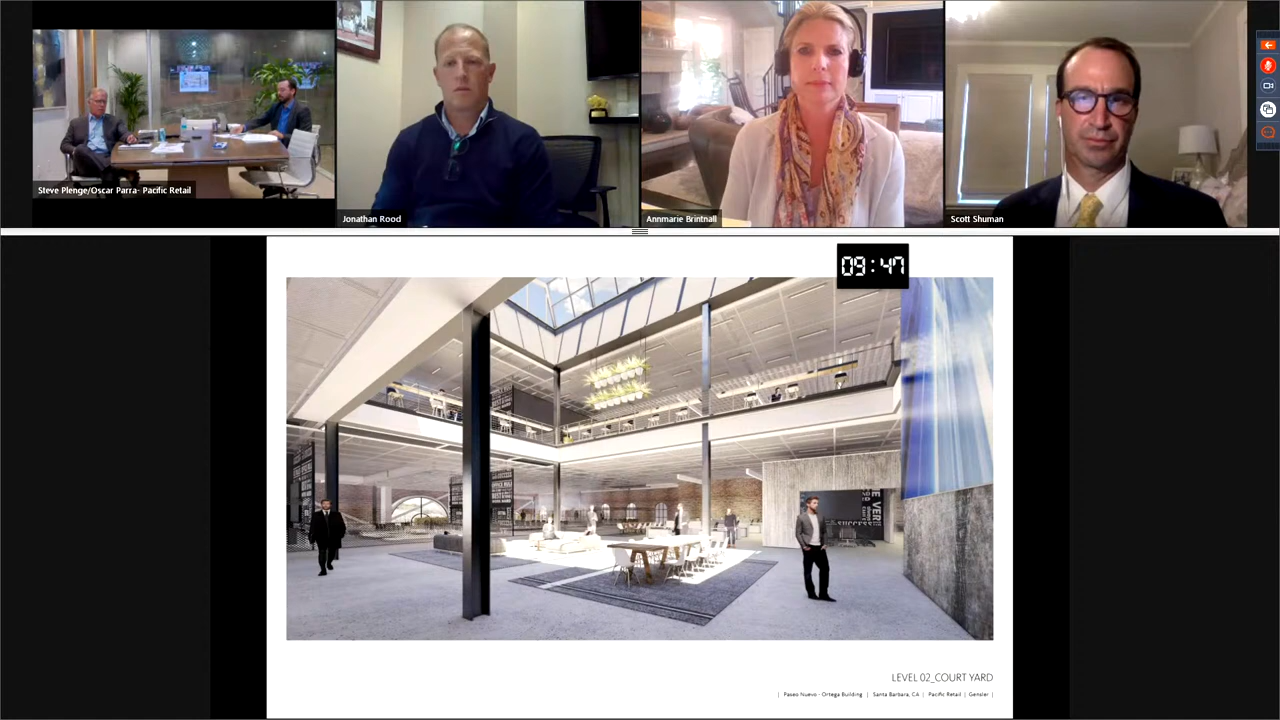 Steve Plenge/Oscar Parra- Pacific Retail
Jonathan Rood
Annmarie Brintnall
Scott Shuman
09:47
SUCCESS
LEVEL 02_COURT YARD
| Paseo Nuevo - Ortega Building | Santa Barbara, CA | Pacific Retail | Gensler |